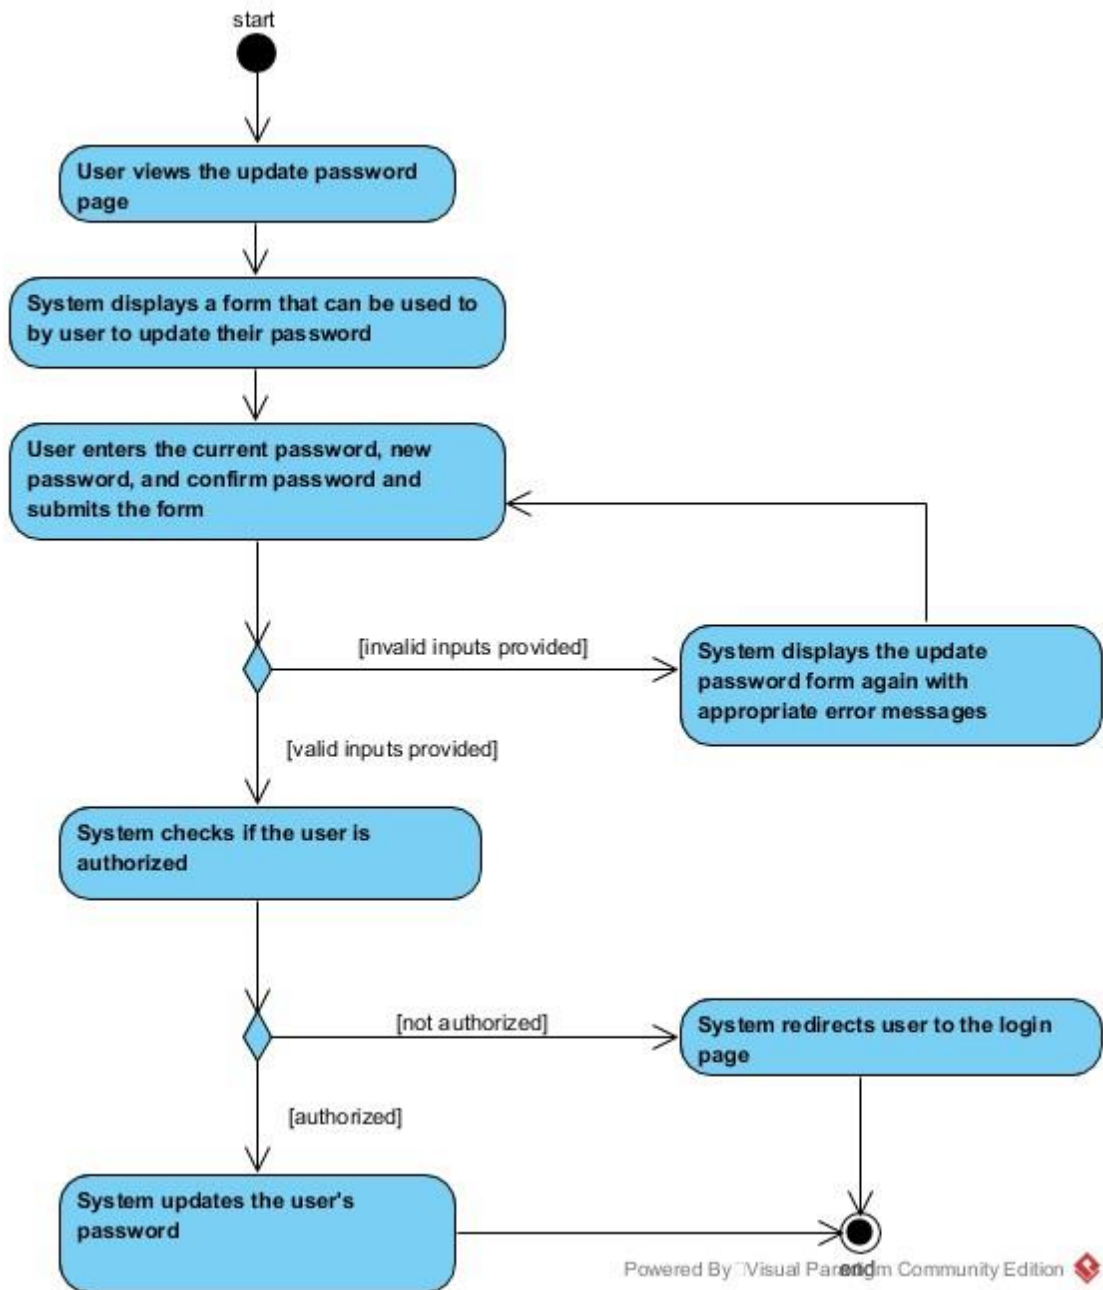 start
User views the update password
page
System displays a form that can be used to
by user to update their password
User enters the current password, new
password, and confirm password and
submits the form
[invalid inputs provided]
System displays the update
password form again with
appropriate error messages
[valid inputs provided]
System checks if the user is
authorized
[not authorized]
System redirects user to the login
page
[authorized]
System updates the user's
password
end
Powered By Visual Paradigm Community Edition